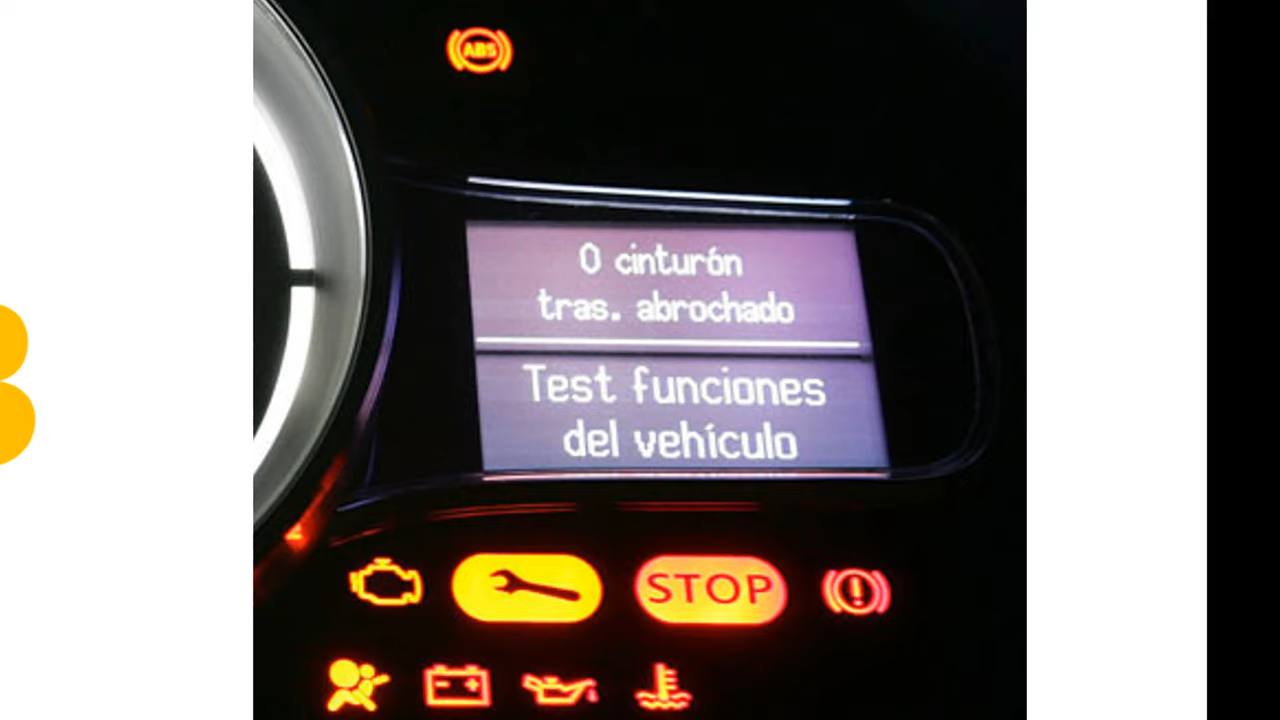 ABS
0 cinturón
tras. abrochado
Test funciones
del vehículo
STOP